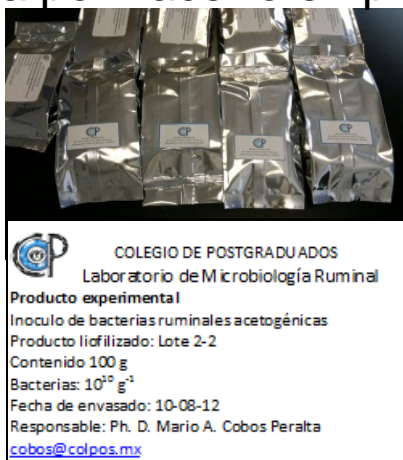 COLEGIO DE POSTGRADUADOS
Laboratorio de Microbiología Ruminal
Producto experimental
Inoculo de bacterias ruminales acetogénicas
Producto liofilizado: Lote 2-2
Contenido 100 g
Bacterias: 10¹⁰ g⁻¹
Fecha de envasado: 10-08-12
Responsable: Ph. D. Mario A. Cobos Peralta
cobos@colpos.mx